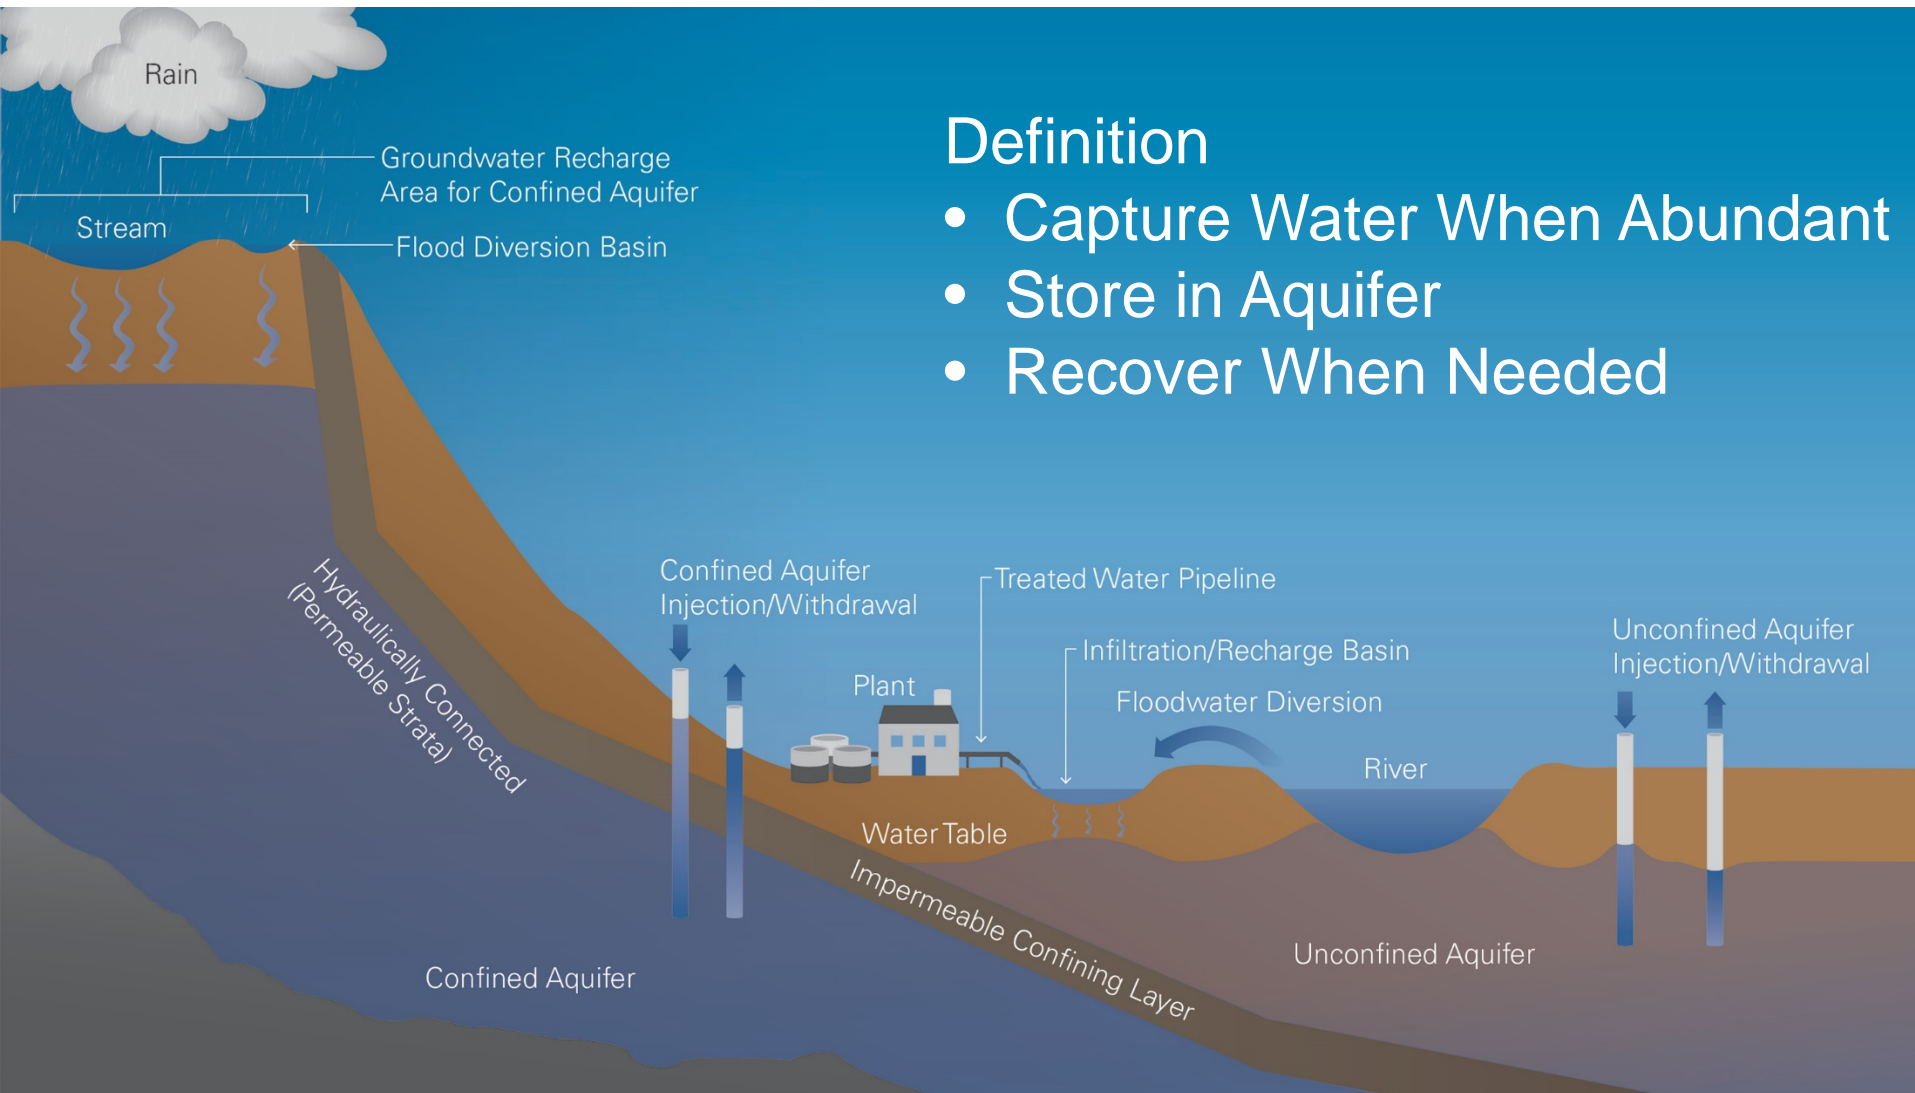 Rain
Groundwater Recharge
Area for Confined Aquifer
Stream
Flood Diversion Basin
Definition
• Capture Water When Abundant
• Store in Aquifer
• Recover When Needed
Hydraulically Connected
(Permeable Strata)
Confined Aquifer
Injection/Withdrawal
Treated Water Pipeline
Infiltration/Recharge Basin
Plant
Floodwater Diversion
River
Unconfined Aquifer
Injection/Withdrawal
Water Table
Impermeable Confining Layer
Confined Aquifer
Unconfined Aquifer